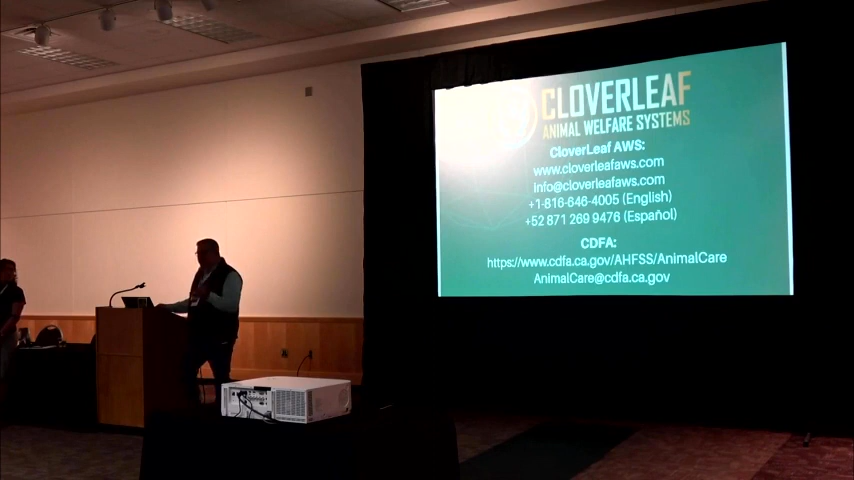 CLOVERLEAF
ANIMAL WELFARE SYSTEMS
CloverLeaf AWS:
www.cloverleafaws.com
info@cloverleafaws.com
+1-816-646-4005 (English)
+52 871 269 9476 (Español)
CDFA:
https://www.cdfa.ca.gov/AHFSS/AnimalCare
AnimalCare@cdfa.ca.gov